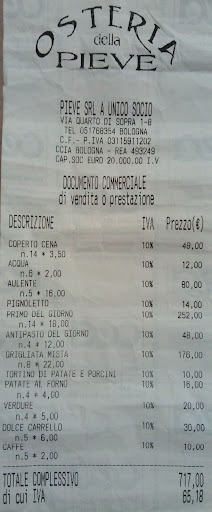 OSTERIA
della
PIEVE
PIEVE SRL A UNICO SOCIO
VIA QUARTO DI SOPRA 1-8
TEL 051768354 BOLOGNA
C.F.- P.IVA 03115911202
CCIA BOLOGNA - REA 493249
CAP.SOC EURO 20.000,00 I.V
DOCUMENTO COMMERCIALE
di vendita o prestazione
DESCRIZIONE IVA Prezzo(€)
COPERTO CENA 10% 49,00
n.14 * 3,50
ACQUA 10% 12,00
n.6 * 2,00
AULENTE 10% 80,00
n.5 * 16,00
PIGNOLETTO 10% 14,00
PRIMO DEL GIORNO 10% 252,00
n.14 * 18,00
ANTIPASTO DEL GIORNO 10% 48,00
n.4 * 12,00
GRIGLIATA MISTA 10% 176,00
n.8 * 22,00
TORTINO DI PATATE E PORCINI 10% 10,00
PATATE AL FORNO 10% 16,00
n.4 * 4,00
VERDURE 10% 20,00
n.4 * 5,00
DOLCE CARRELLO 10% 30,00
n.5 * 6,00
CAFFE 10% 10,00
n.5 * 2,00
TOTALE COMPLESSIVO 717,00
di cui IVA 65,18